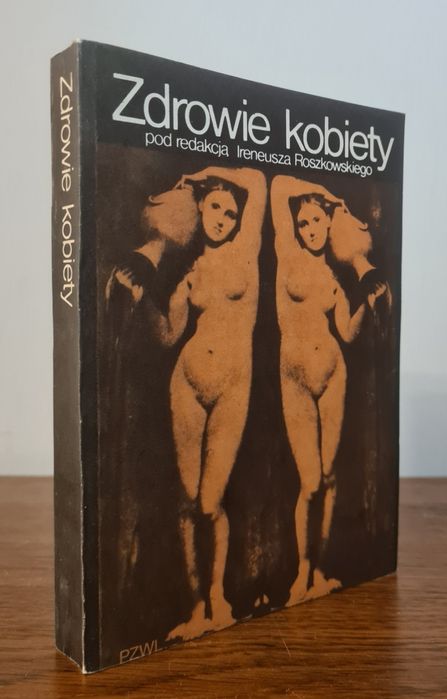 Zdrowie kobiety
pod redakcją Ireneusza Roszkowskiego
Zdrowie kobiety
PZWL